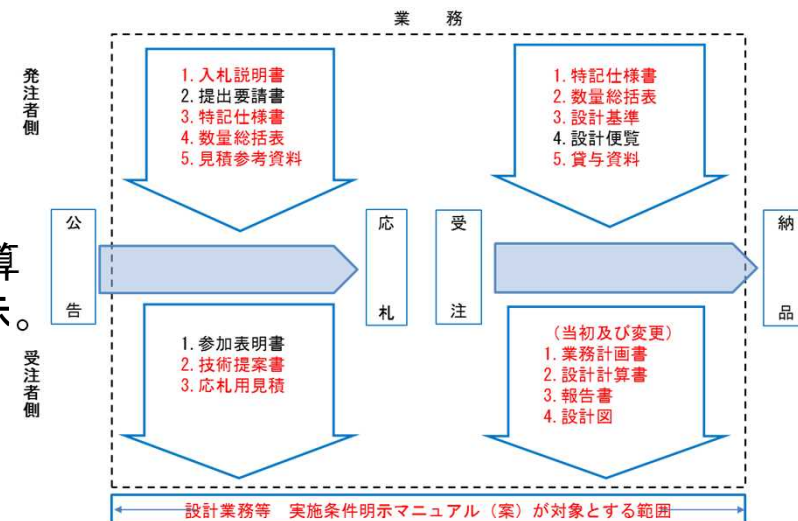 業　務
発注者側
1. 入札説明書
2. 提出要請書
3. 特記仕様書
4. 数量総括表
5. 見積参考資料
1. 特記仕様書
2. 数量総括表
3. 設計基準
4. 設計便覧
5. 貸与資料
公告
応札
受注
納品
算
。
受注者側
1. 参加表明書
2. 技術提案書
3. 応札用見積
（当初及び変更）
1. 業務計画書
2. 設計計算書
3. 報告書
4. 設計図
設計業務等　実施条件明示マニュアル（案）が対象とする範囲